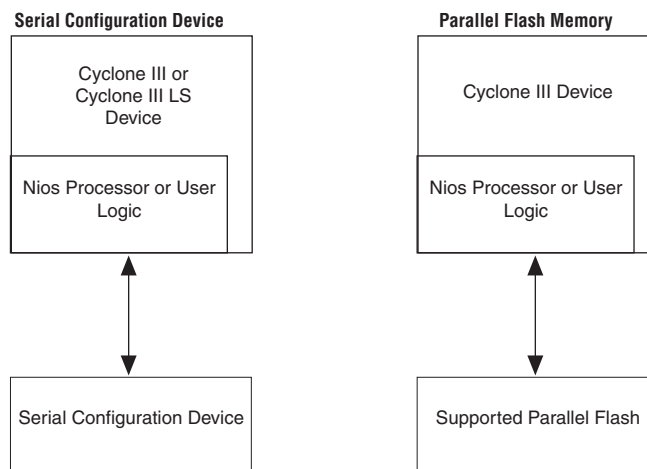 Serial Configuration Device
Cyclone III or
Cyclone III LS
Device
Nios Processor or User
Logic
Serial Configuration Device
Parallel Flash Memory
Cyclone III Device
Nios Processor or User
Logic
Supported Parallel Flash